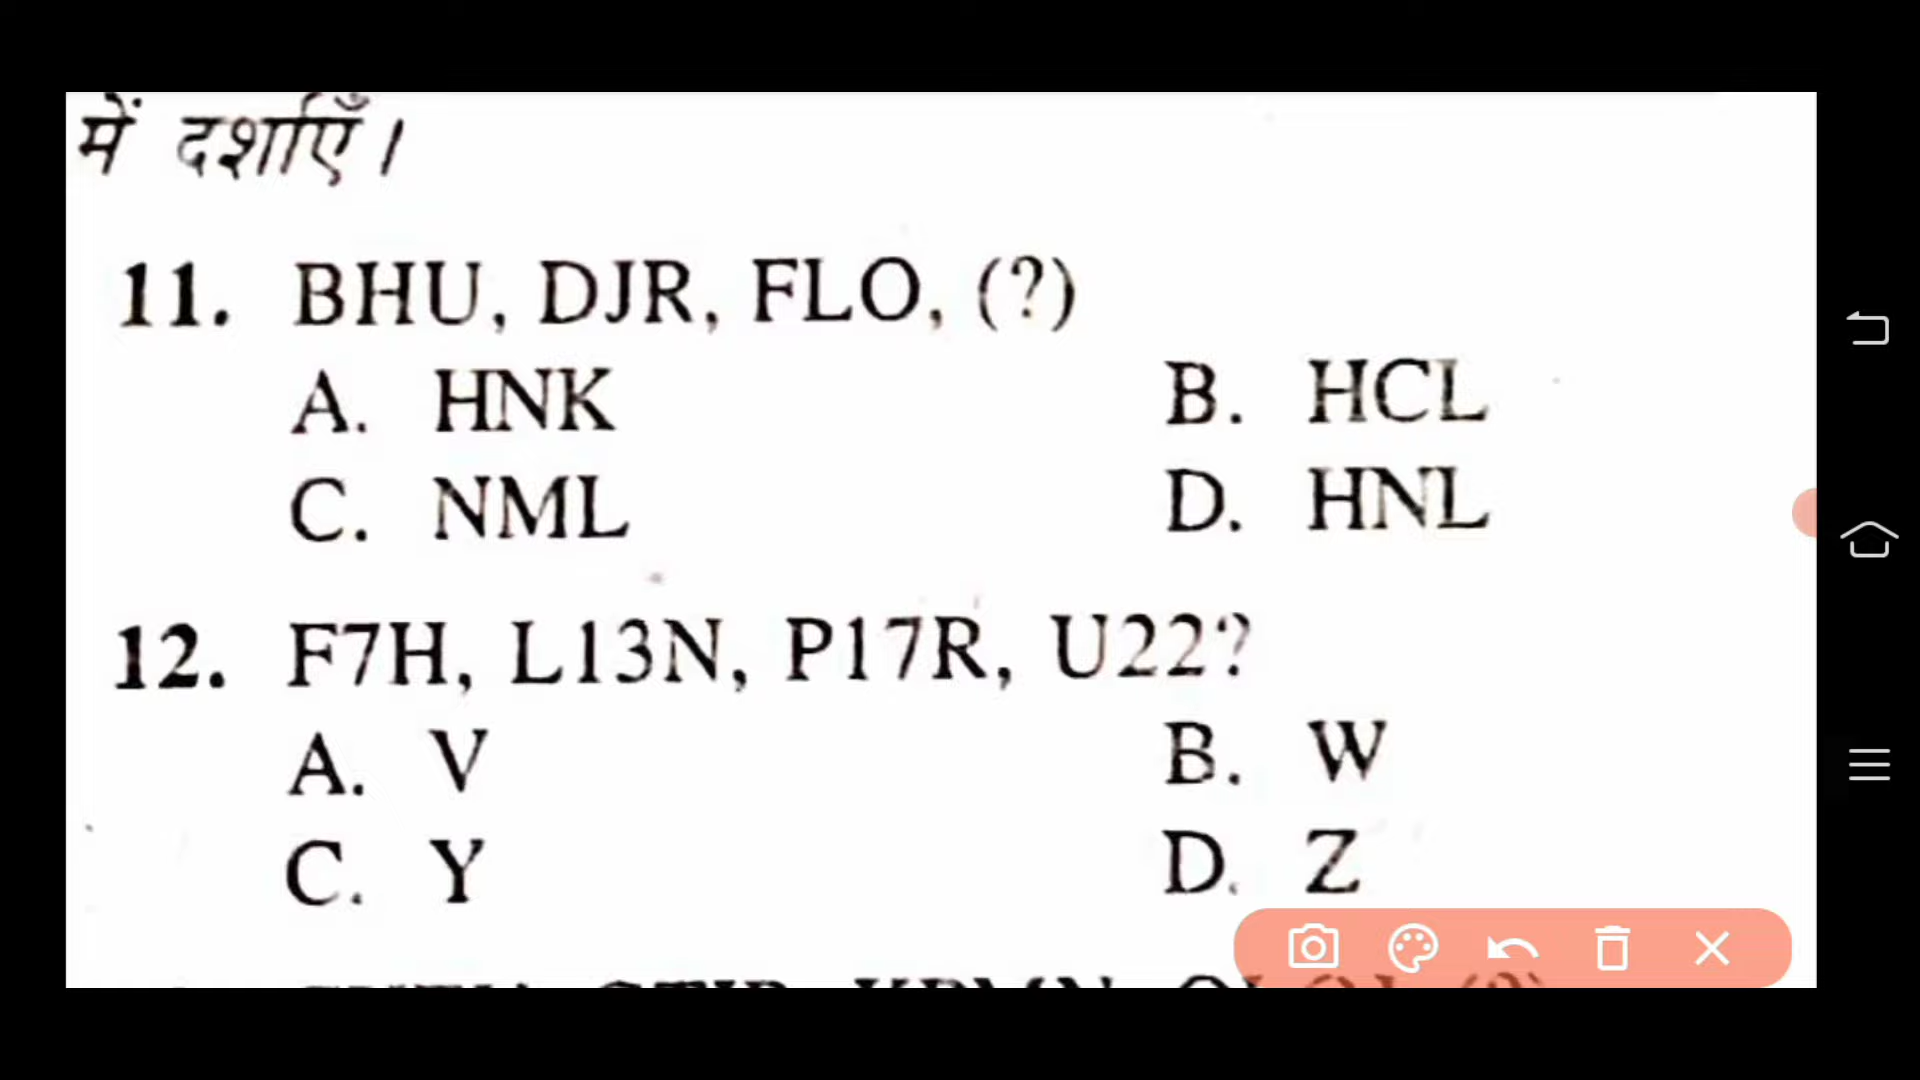 में दर्शाएँ।
11. BHU, DJR, FLO, (?)
A. HNK B. HCL
C. NML D. HNL
12. F7H, L13N, P17R, U22?
A. V B. W
C. Y D. Z